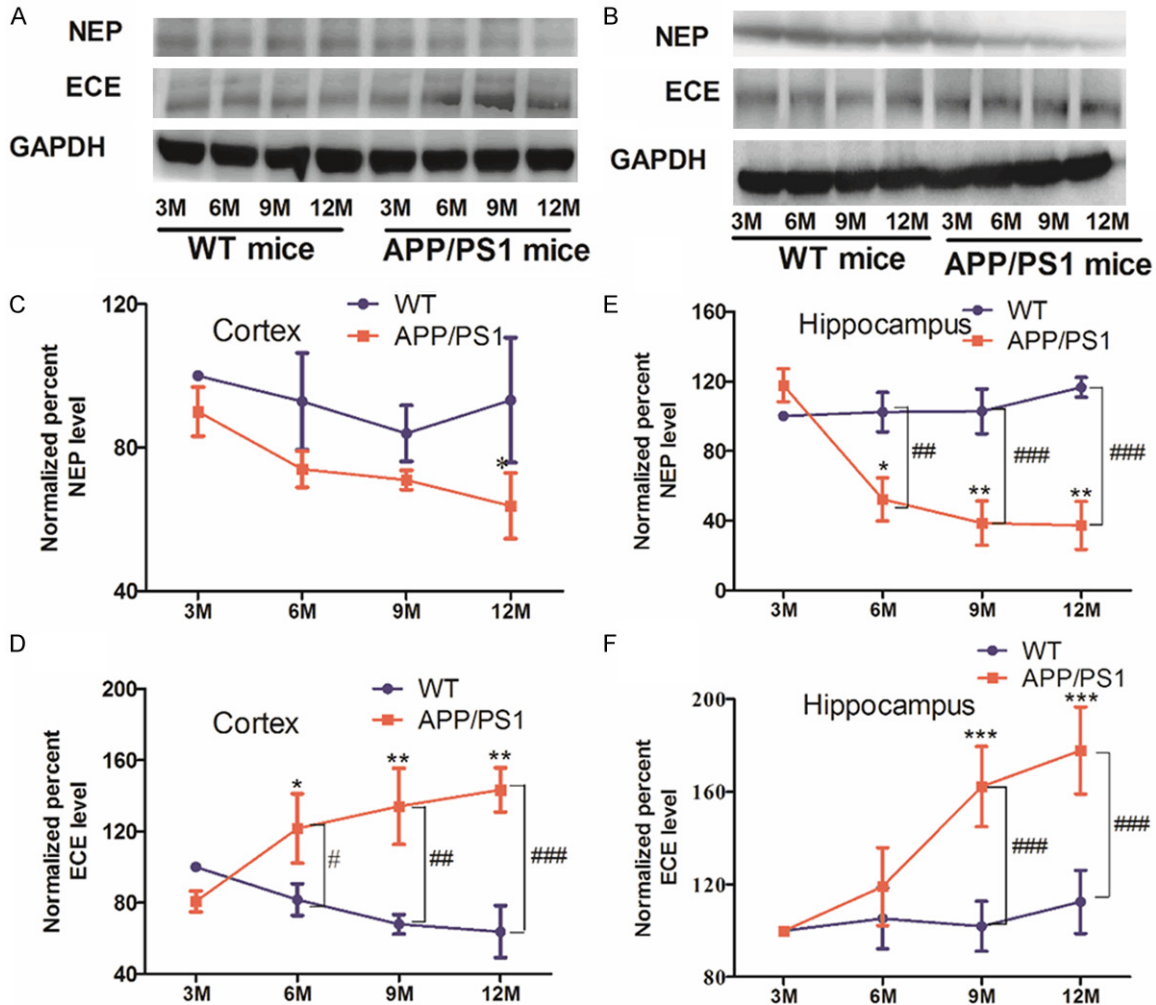 A
NEP
ECE
GAPDH
3M 6M 9M 12M 3M 6M 9M 12M
WT mice APP/PS1 mice
B
NEP
ECE
GAPDH
3M 6M 9M 12M 3M 6M 9M 12M
WT mice APP/PS1 mice
C
Cortex
WT
APP/PS1
Normalized percent
NEP level
120
80
40
*
3M 6M 9M 12M
E
Hippocampus
WT
APP/PS1
Normalized percent
NEP level
160
120
80
40
0
* ** **
## ### ###
3M 6M 9M 12M
D
Cortex
WT
APP/PS1
Normalized percent
ECE level
200
160
120
80
40
* ** **
# ## ###
3M 6M 9M 12M
F
Hippocampus
WT
APP/PS1
Normalized percent
ECE level
200
160
120
80
*** ***
### ###
3M 6M 9M 12M